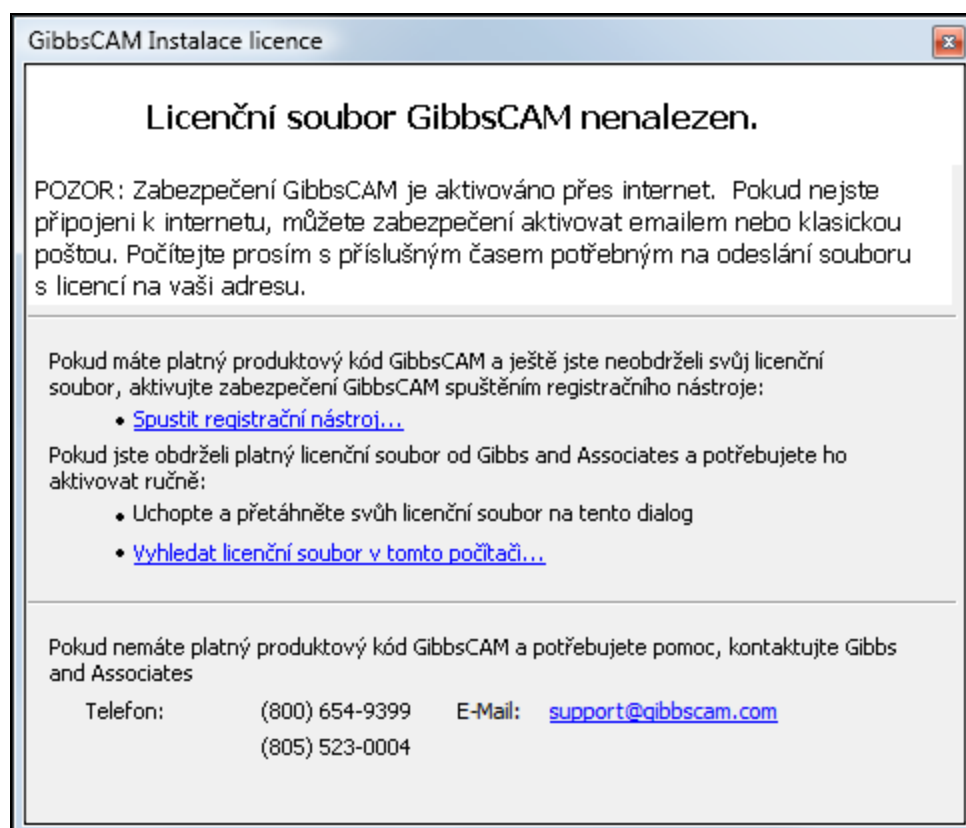 GibbsCAM Instalace licence
Licenční soubor GibbsCAM nenalezen.
POZOR: Zabezpečení GibbsCAM je aktivováno přes internet.  Pokud nejste
připojeni k internetu, můžete zabezpečení aktivovat emailem nebo klasickou
poštou. Počítejte prosím s příslušným časem potřebným na odeslání souboru
s licencí na vaši adresu.
Pokud máte platný produktový kód GibbsCAM a ještě jste neobdrželi svůj licenční
soubor, aktivujte zabezpečení GibbsCAM spuštěním registračního nástroje:
• Spustit registrační nástroj...
Pokud jste obdrželi platný licenční soubor od Gibbs and Associates a potřebujete ho
aktivovat ručně:
• Uchopte a přetáhněte svůh licenční soubor na tento dialog
• Vyhledat licenční soubor v tomto počítači...
Pokud nemáte platný produktový kód GibbsCAM a potřebujete pomoc, kontaktujte Gibbs
and Associates
Telefon: (800) 654-9399 E-Mail: support@gibbscam.com
(805) 523-0004